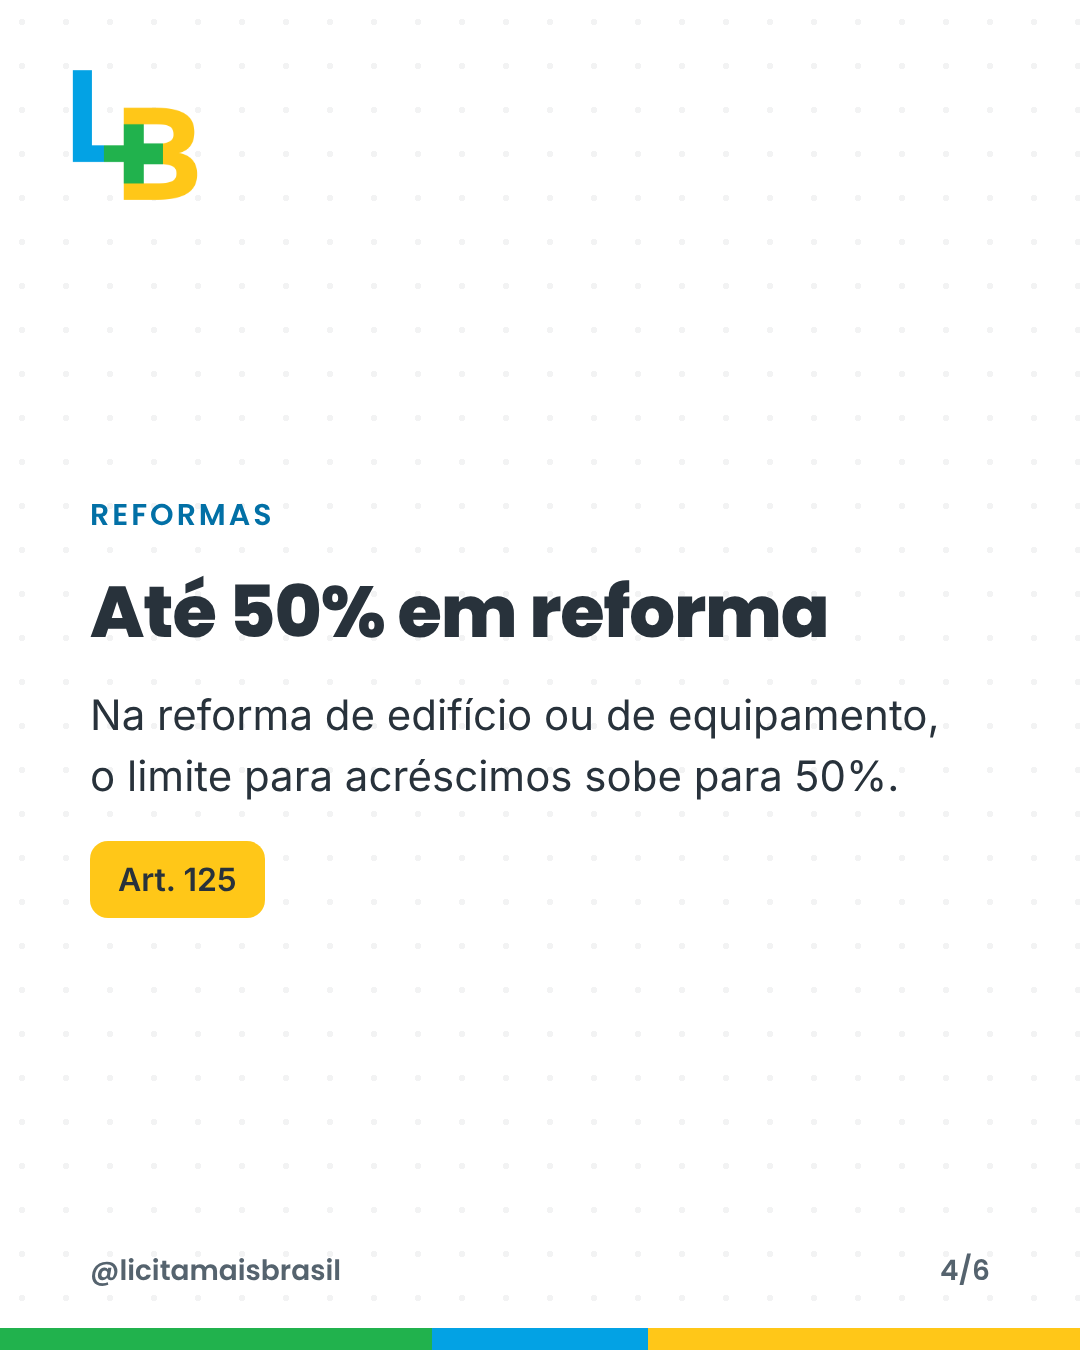 L+B
REFORMAS
Até 50% em reforma
Na reforma de edifício ou de equipamento,
o limite para acréscimos sobe para 50%.
Art. 125
@licitamaisbrasil
4/6